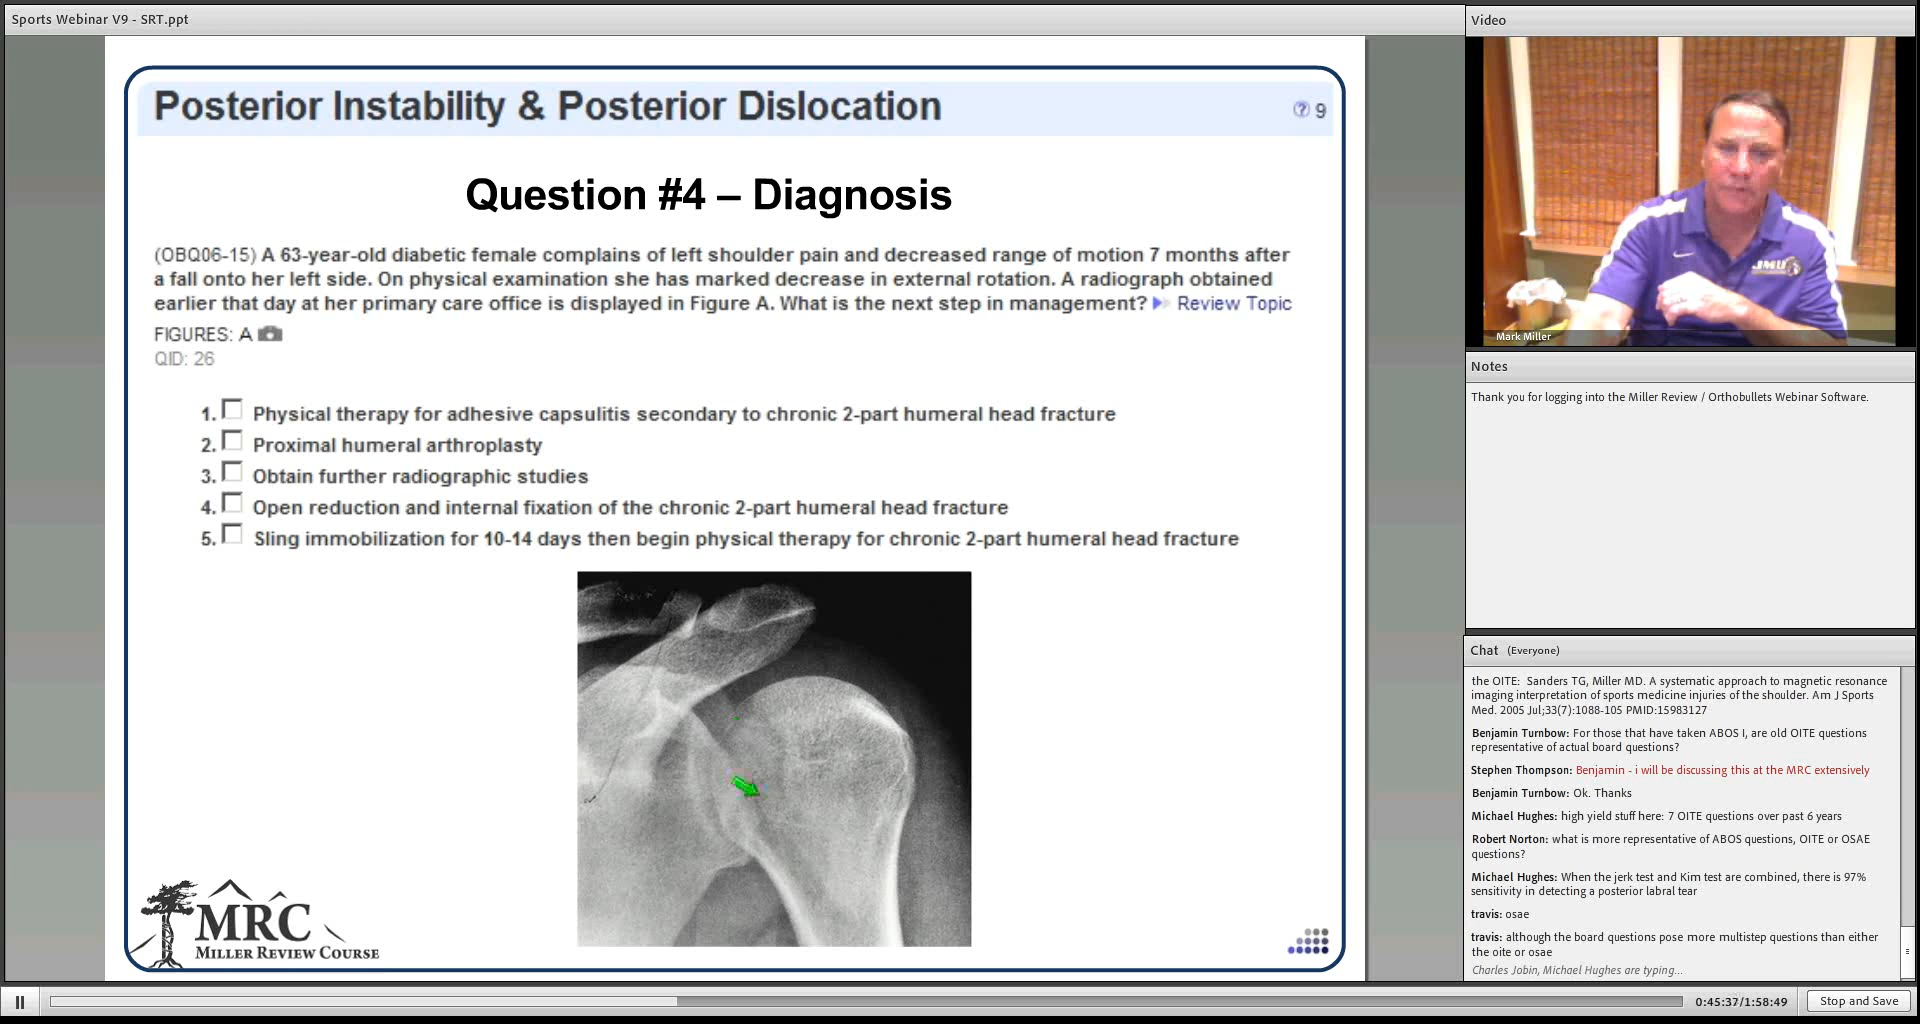 Sports Webinar V9 - SRT.ppt
Posterior Instability & Posterior Dislocation
? 9
Question #4 – Diagnosis
(OBQ06-15) A 63-year-old diabetic female complains of left shoulder pain and decreased range of motion 7 months after
a fall onto her left side. On physical examination she has marked decrease in external rotation. A radiograph obtained
earlier that day at her primary care office is displayed in Figure A. What is the next step in management? Review Topic
FIGURES: A
QID: 26
1. Physical therapy for adhesive capsulitis secondary to chronic 2-part humeral head fracture
2. Proximal humeral arthroplasty
3. Obtain further radiographic studies
4. Open reduction and internal fixation of the chronic 2-part humeral head fracture
5. Sling immobilization for 10-14 days then begin physical therapy for chronic 2-part humeral head fracture
MRC
MILLER REVIEW COURSE
Video
JMU
Mark Miller
Notes
Thank you for logging into the Miller Review / Orthobullets Webinar Software.
Chat (Everyone)
the OITE: Sanders TG, Miller MD. A systematic approach to magnetic resonance
imaging interpretation of sports medicine injuries of the shoulder. Am J Sports
Med. 2005 Jul;33(7):1088-105 PMID:15983127
Benjamin Turnbow: For those that have taken ABOS I, are old OITE questions
representative of actual board questions?
Stephen Thompson: Benjamin - i will be discussing this at the MRC extensively
Benjamin Turnbow: Ok. Thanks
Michael Hughes: high yield stuff here: 7 OITE questions over past 6 years
Robert Norton: what is more representative of ABOS questions, OITE or OSAE
questions?
Michael Hughes: When the jerk test and Kim test are combined, there is 97%
sensitivity in detecting a posterior labral tear
travis: osae
travis: although the board questions pose more multistep questions than either
the oite or osae
Charles Jobin, Michael Hughes are typing...
0:45:37/1:58:49
Stop and Save